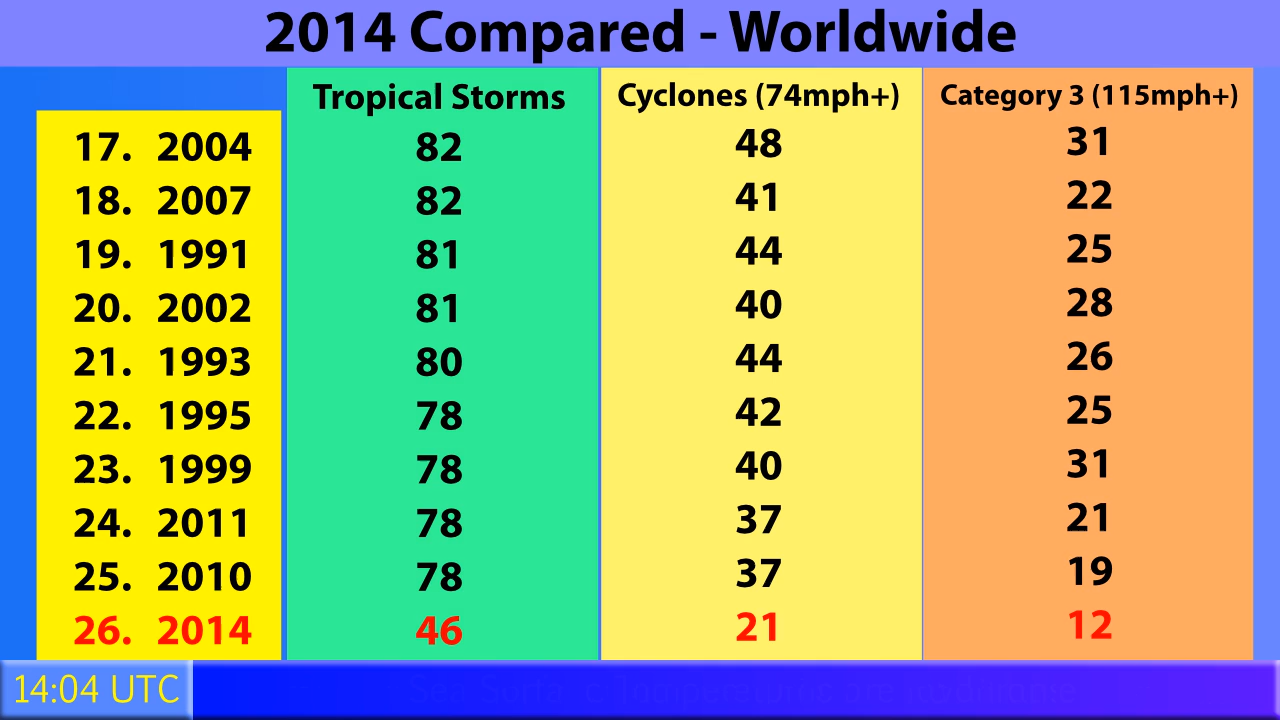 2014 Compared - Worldwide
Tropical Storms Cyclones (74mph+) Category 3 (115mph+)
17. 2004 82 48 31
18. 2007 82 41 22
19. 1991 81 44 25
20. 2002 81 40 28
21. 1993 80 44 26
22. 1995 78 42 25
23. 1999 78 40 31
24. 2011 78 37 21
25. 2010 78 37 19
26. 2014 46 21 12
14:04 UTC